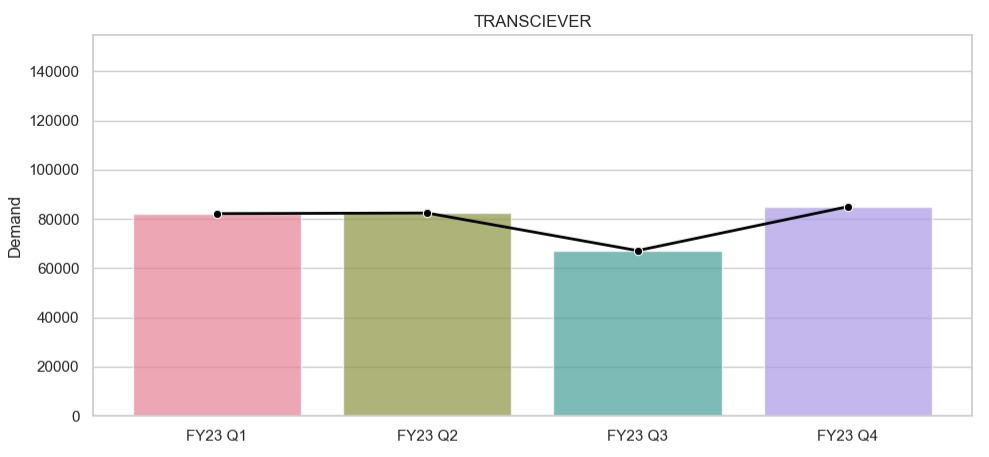 TRANSCIEVER
Demand
140000
120000
100000
80000
60000
40000
20000
0
FY23 Q1 FY23 Q2 FY23 Q3 FY23 Q4